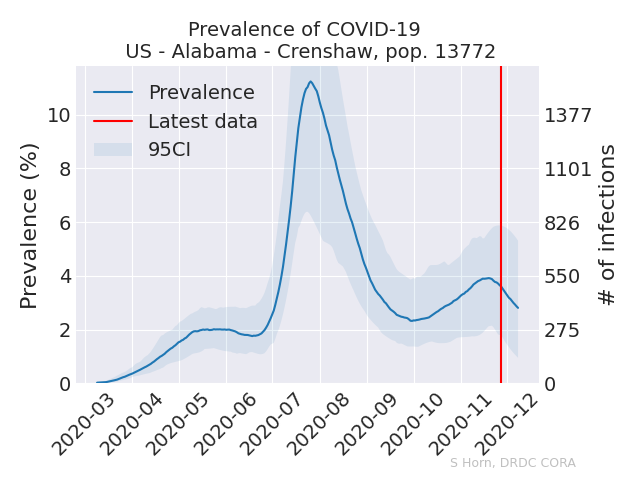 Prevalence of COVID-19
US - Alabama - Crenshaw, pop. 13772
Prevalence
Latest data
95CI
Prevalence (%)
10
8
6
4
2
0
1377
1101
826
550
275
0
# of infections
2020-03
2020-04
2020-05
2020-06
2020-07
2020-08
2020-09
2020-10
2020-11
2020-12
S Horn, DRDC CORA